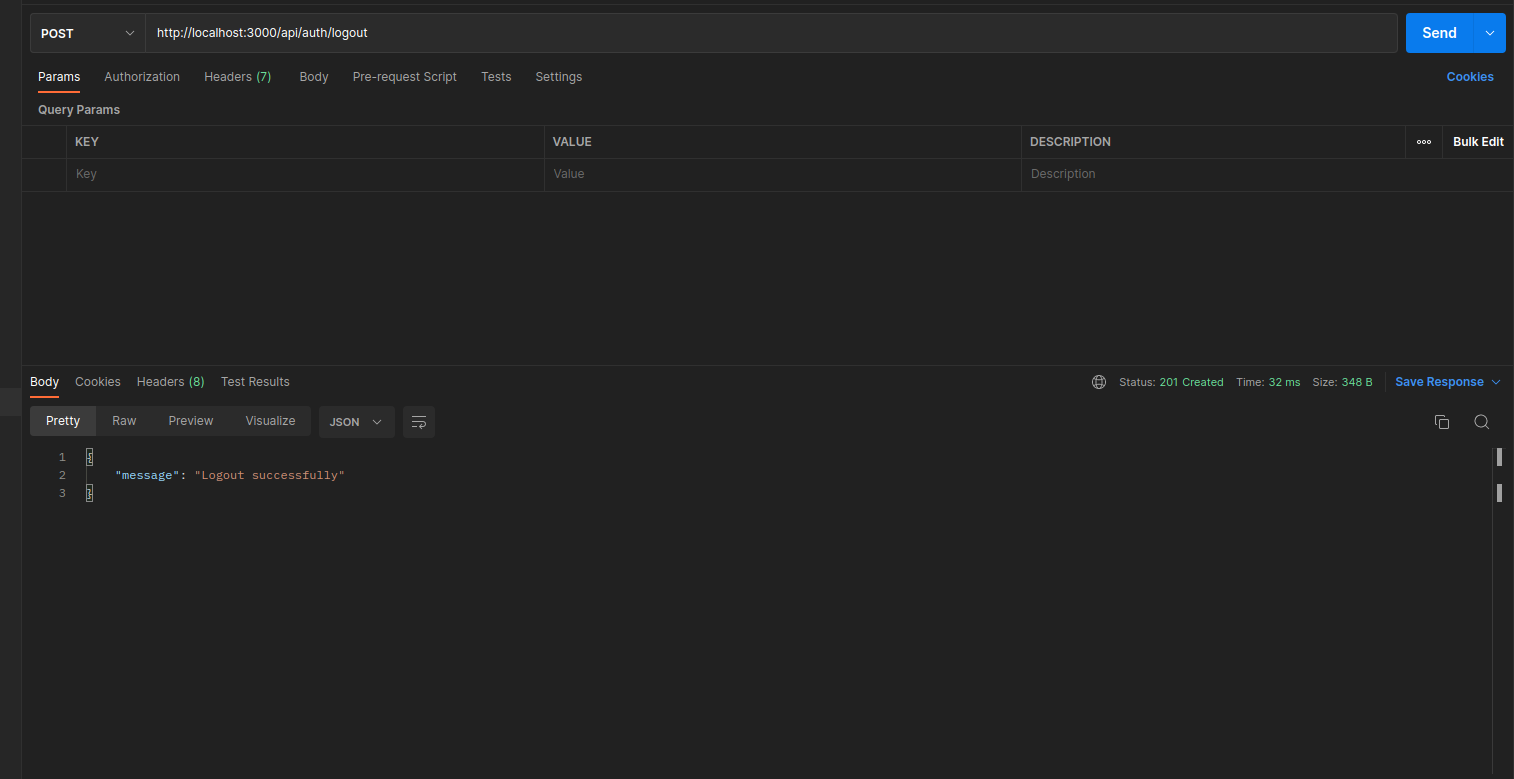 POST http://localhost:3000/api/auth/logout Send
Params Authorization Headers (7) Body Pre-request Script Tests Settings Cookies
Query Params
KEY VALUE DESCRIPTION Bulk Edit
Key Value Description
Body Cookies Headers (8) Test Results Status: 201 Created Time: 32 ms Size: 348 B Save Response
Pretty Raw Preview Visualize JSON
1 {
2 "message": "Logout successfully"
3 }